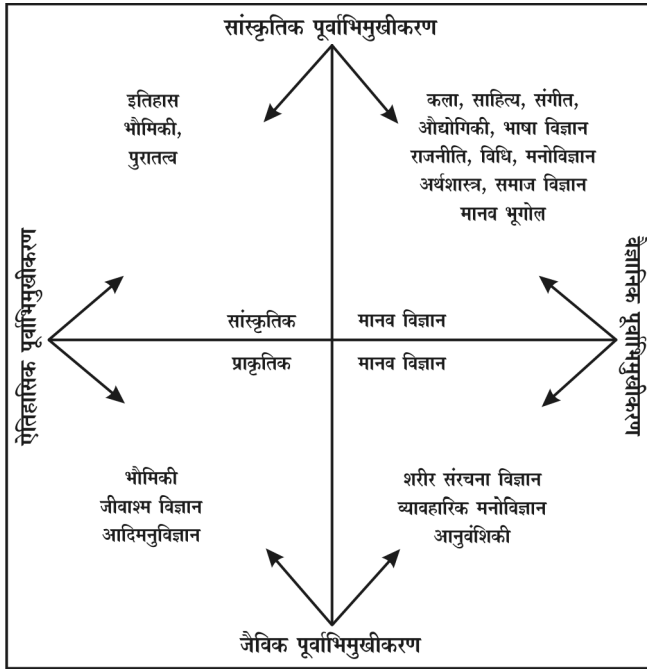 सांस्कृतिक पूर्वाभिमुखीकरण
इतिहास
भौमिकी,
पुरातत्व
कला, साहित्य, संगीत,
औद्योगिकी, भाषा विज्ञान
राजनीति, विधि, मनोविज्ञान
अर्थशास्त्र, समाज विज्ञान
मानव भूगोल
ऐतिहासिक पूर्वाभिमुखीकरण
वैज्ञानिक पूर्वाभिमुखीकरण
सांस्कृतिक मानव विज्ञान
प्राकृतिक मानव विज्ञान
भौमिकी
जीवाश्म विज्ञान
आदिमनुविज्ञान
शरीर संरचना विज्ञान
व्यावहारिक मनोविज्ञान
आनुवंशिकी
जैविक पूर्वाभिमुखीकरण